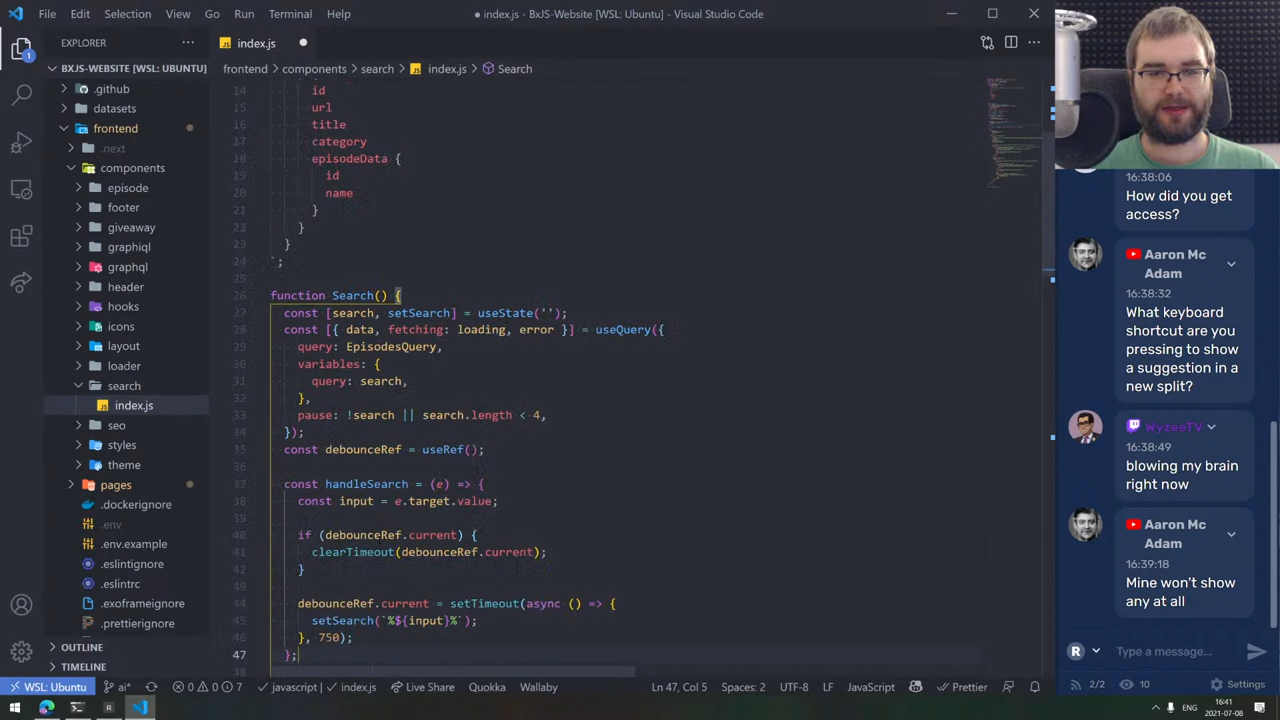 File Edit Selection View Go Run Terminal Help
● index.js - BxJS-Website [WSL: Ubuntu] - Visual Studio Code
EXPLORER
JS index.js
BXJS-WEBSITE [WSL: UBUNTU]
frontend > components > search > JS index.js > Search
.github
datasets
frontend
.next
components
episode
footer
giveaway
graphiql
graphql
header
hooks
icons
layout
loader
search
JS index.js
seo
styles
theme
pages
.dockerignore
.env
.env.example
.eslintignore
.eslintrc
.exoframeignore
.prettierignore
OUTLINE
TIMELINE
14 id
15 url
16 title
17 category
18 episodeData {
19 id
20 name
21 }
22 }
23 }
24 `;
25
26 function Search() {
27 const [search, setSearch] = useState('');
28 const [{ data, fetching: loading, error }] = useQuery({
29 query: EpisodesQuery,
30 variables: {
31 query: search,
32 },
33 pause: !search || search.length < 4,
34 });
35 const debounceRef = useRef();
36
37 const handleSearch = (e) => {
38 const input = e.target.value;
39
40 if (debounceRef.current) {
41 clearTimeout(debounceRef.current);
42 }
43
44 debounceRef.current = setTimeout(async () => {
45 setSearch(`%${input}%`);
46 }, 750);
47 };
48
16:38:06
How did you get
access?
Aaron Mc
Adam
16:38:32
What keyboard
shortcut are you
pressing to show
a suggestion in a
new split?
WyzeeTV
16:38:49
blowing my brain
right now
Aaron Mc
Adam
16:39:18
Mine won't show
any at all
R Type a message...
2/2 10 Settings
WSL: Ubuntu ai* 0 0 7 javascript | index.js Live Share Quokka Wallaby Ln 47, Col 5 Spaces: 2 UTF-8 LF JavaScript Prettier
ENG 16:41
2021-07-08